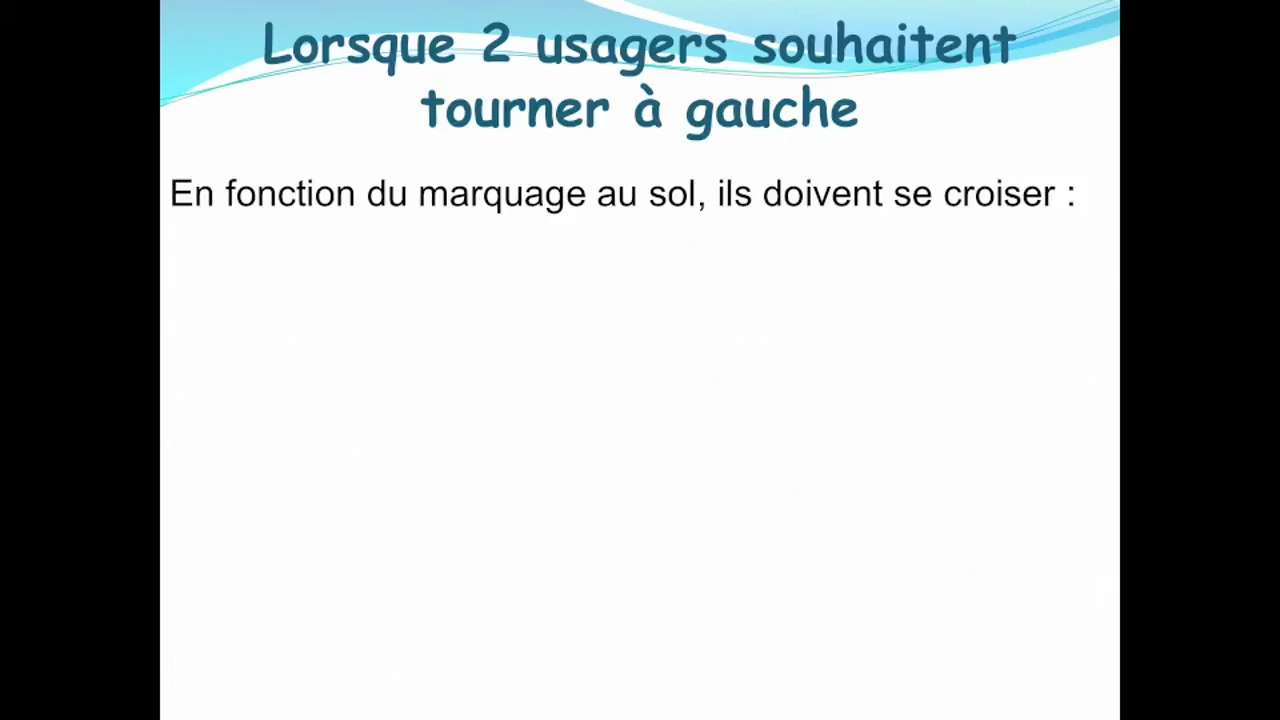 Lorsque 2 usagers souhaitent
tourner à gauche
En fonction du marquage au sol, ils doivent se croiser :